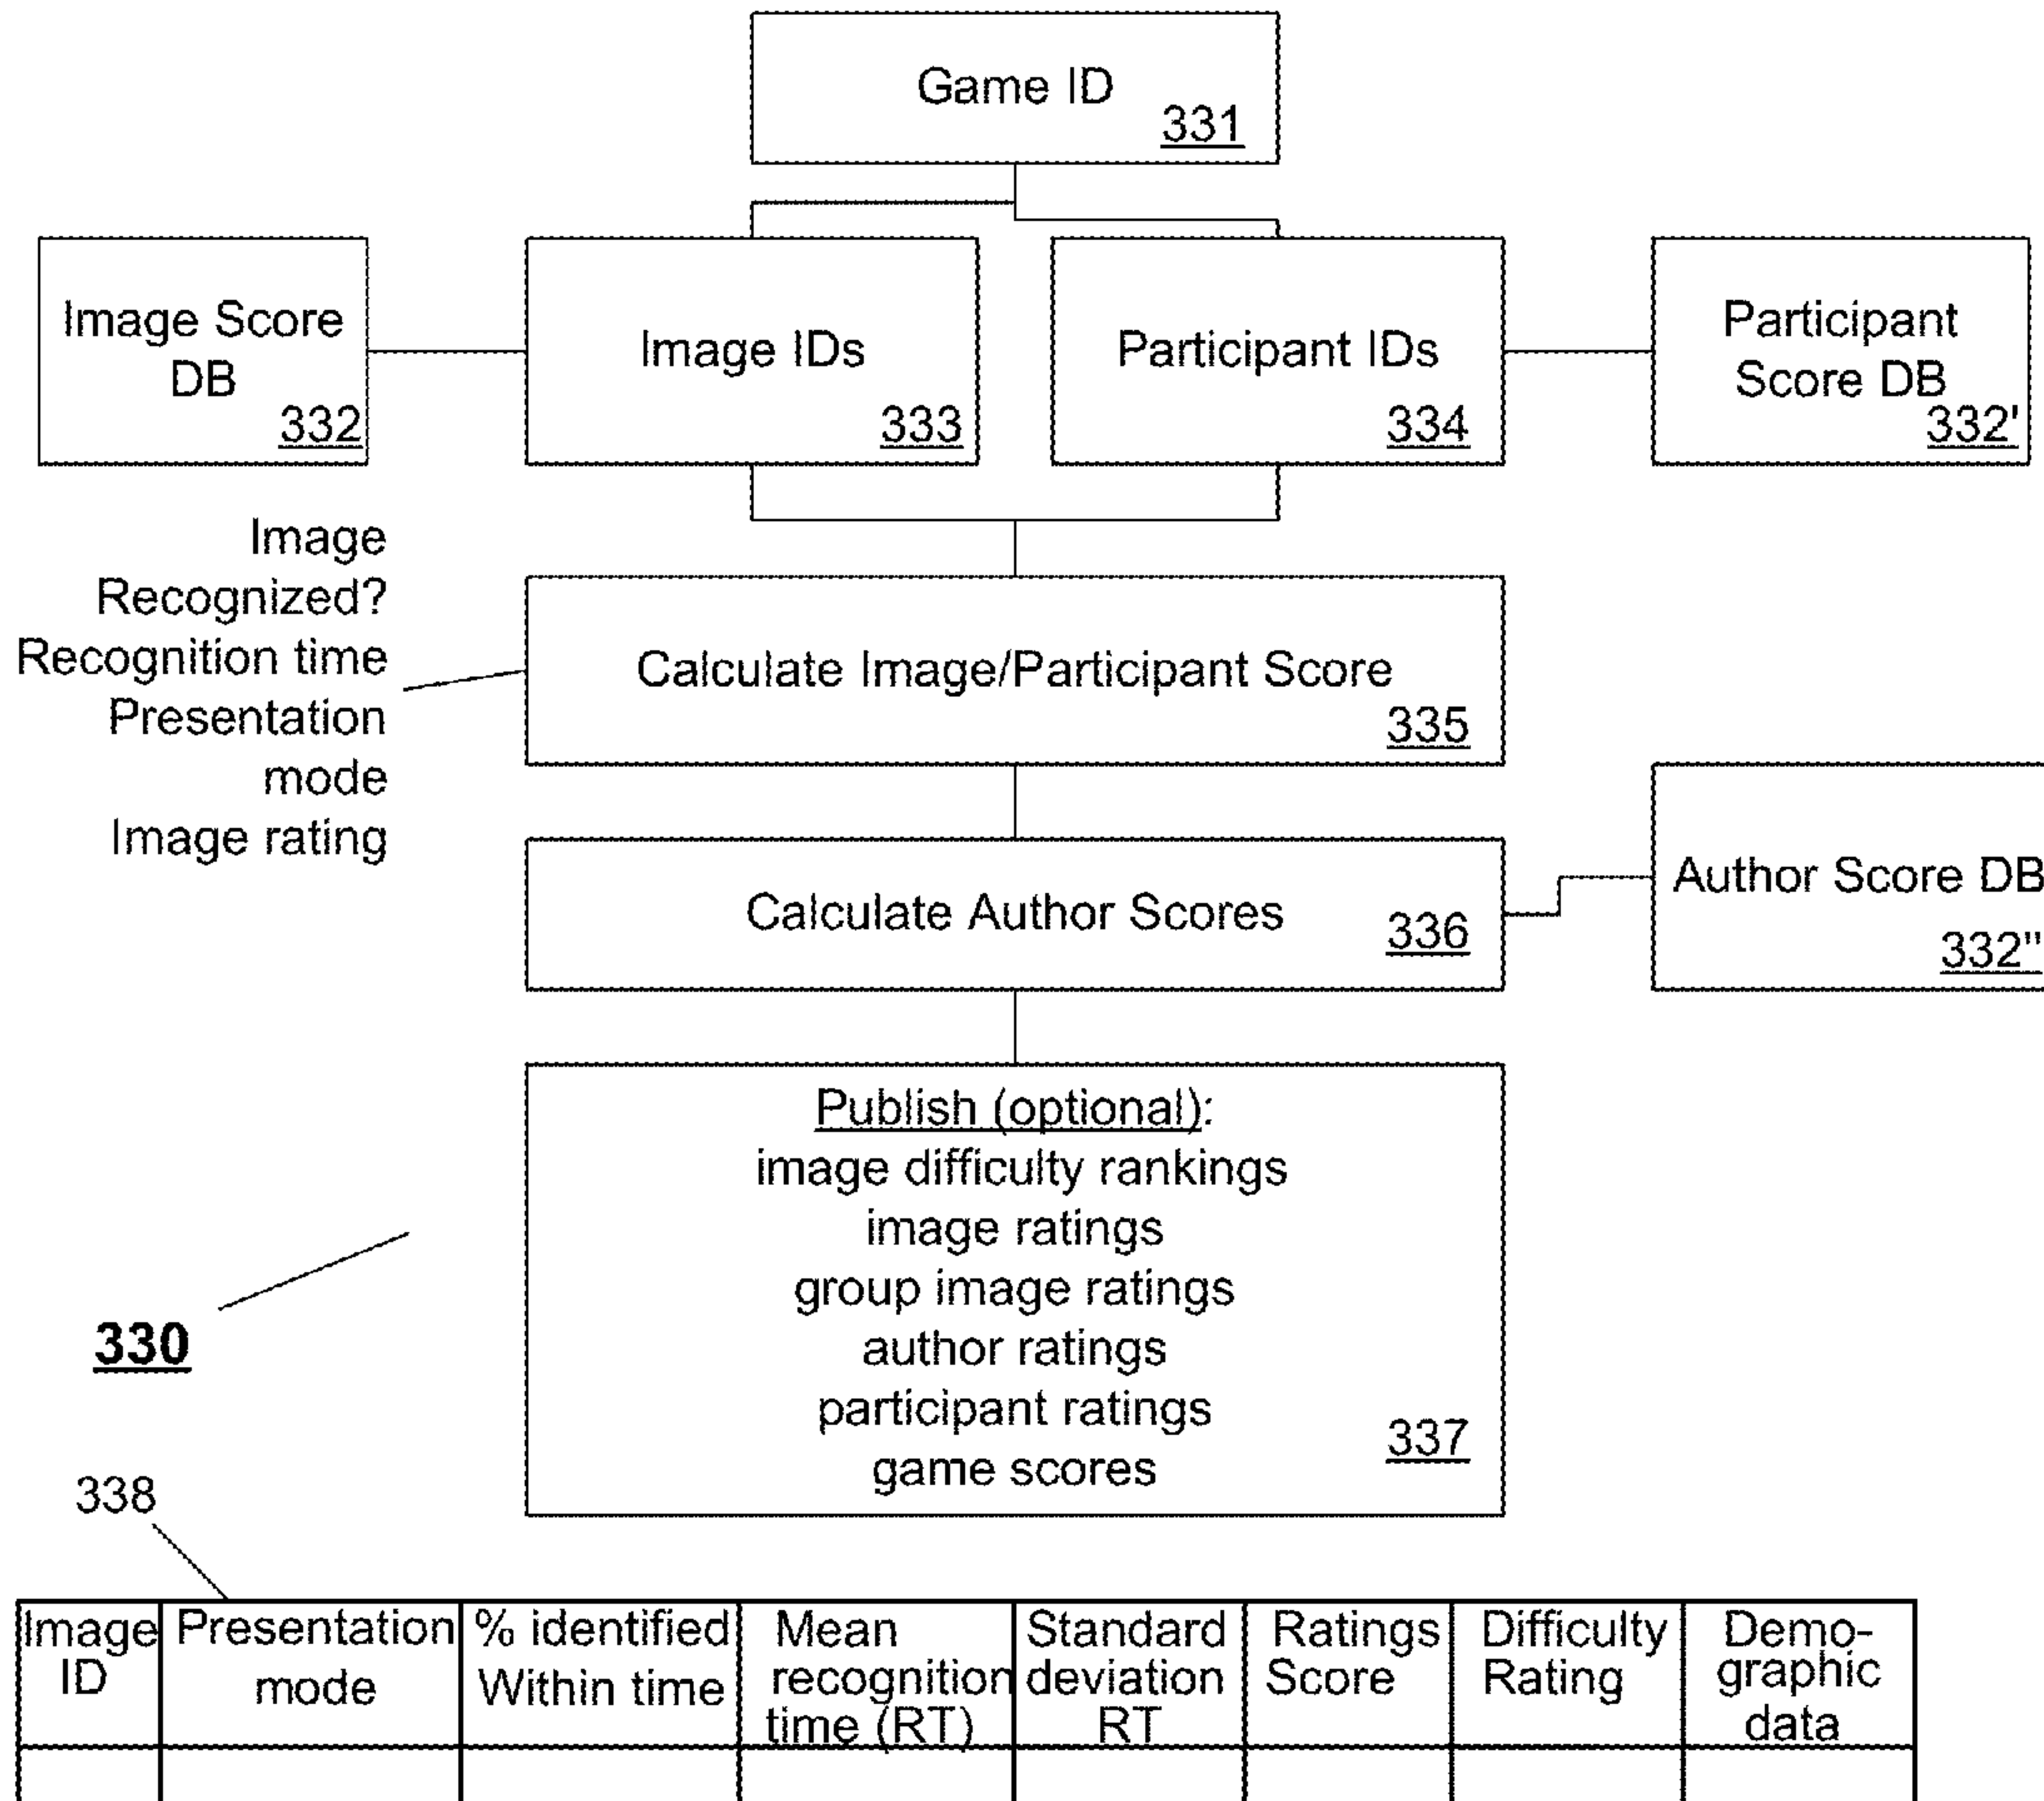 Game ID
331
Image Score
DB
332
Image IDs
333
Participant IDs
334
Participant
Score DB
332'
Image
Recognized?
Recognition time
Presentation
mode
Image rating
Calculate Image/Participant Score
335
Calculate Author Scores
336
Author Score DB
332"
Publish (optional):
image difficulty rankings
image ratings
group image ratings
author ratings
participant ratings
game scores
337
330
338
Image
ID
Presentation
mode
% identified
Within time
Mean
recognition
time (RT)
Standard
deviation
RT
Ratings
Score
Difficulty
Rating
Demo-
graphic
data